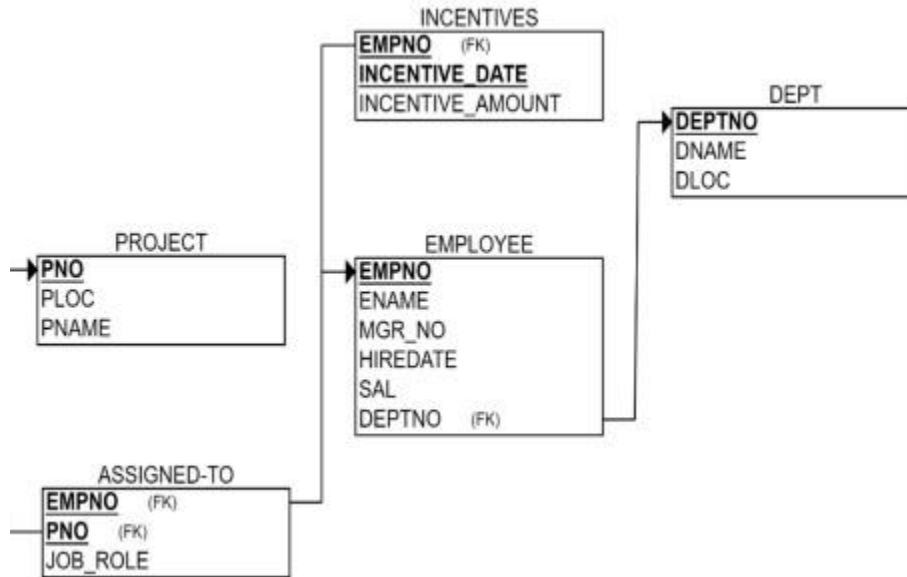 INCENTIVES
EMPNO (FK)
INCENTIVE_DATE
INCENTIVE_AMOUNT
DEPT
DEPTNO
DNAME
DLOC
PROJECT
PNO
PLOC
PNAME
EMPLOYEE
EMPNO
ENAME
MGR_NO
HIREDATE
SAL
DEPTNO (FK)
ASSIGNED-TO
EMPNO (FK)
PNO (FK)
JOB_ROLE